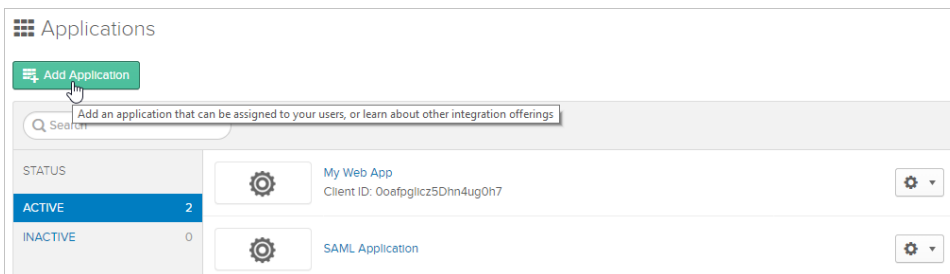 Applications
Add Application
Add an application that can be assigned to your users, or learn about other integration offerings
Search
STATUS
ACTIVE 2
INACTIVE 0
My Web App
Client ID: 0oafpglicz5Dhn4ug0h7
SAML Application